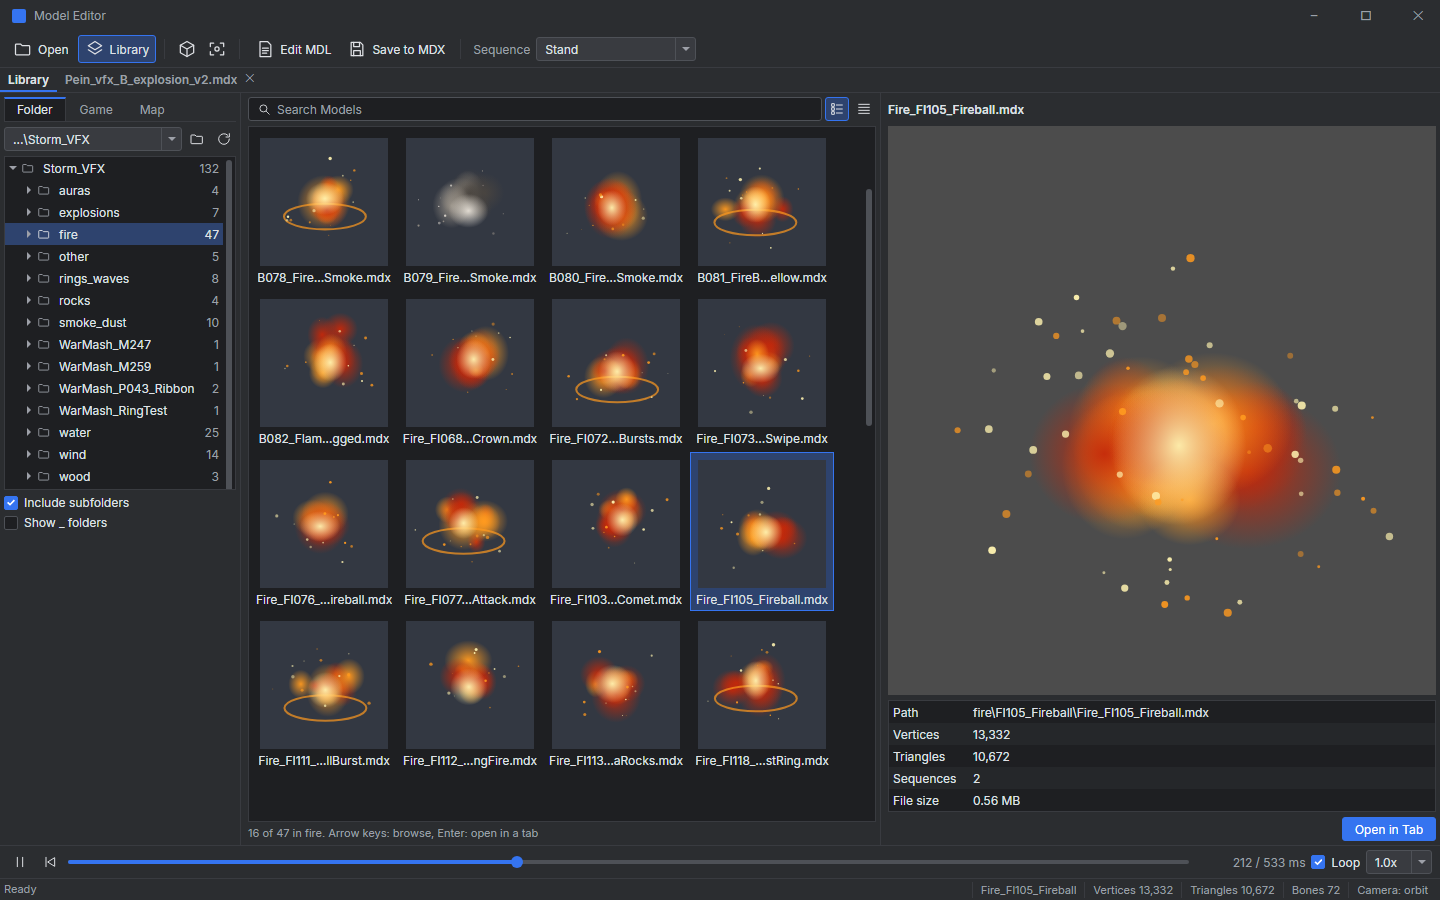 Model Editor
Open
Library
Edit MDL
Save to MDX
Sequence
Stand
Library
Pein_vfx_B_explosion_v2.mdx
Folder
Game
Map
...\Storm_VFX
Storm_VFX 132
auras 4
explosions 7
fire 47
other 5
rings_waves 8
rocks 4
smoke_dust 10
WarMash_M247 1
WarMash_M259 1
WarMash_P043_Ribbon 2
WarMash_RingTest 1
water 25
wind 14
wood 3
Include subfolders
Show _ folders
Search Models
B078_Fire...Smoke.mdx
B079_Fire...Smoke.mdx
B080_Fire...Smoke.mdx
B081_FireB...ellow.mdx
B082_Flam...gged.mdx
Fire_FI068...Crown.mdx
Fire_FI072...Bursts.mdx
Fire_FI073...Swipe.mdx
Fire_FI076_...ireball.mdx
Fire_FI077...Attack.mdx
Fire_FI103...Comet.mdx
Fire_FI105_Fireball.mdx
Fire_FI111_...llBurst.mdx
Fire_FI112_...ngFire.mdx
Fire_FI113...aRocks.mdx
Fire_FI118_...stRing.mdx
16 of 47 in fire. Arrow keys: browse, Enter: open in a tab
Fire_FI105_Fireball.mdx
Path fire\FI105_Fireball\Fire_FI105_Fireball.mdx
Vertices 13,332
Triangles 10,672
Sequences 2
File size 0.56 MB
Open in Tab
212 / 533 ms
Loop
1.0x
Ready
Fire_FI105_Fireball
Vertices 13,332
Triangles 10,672
Bones 72
Camera: orbit